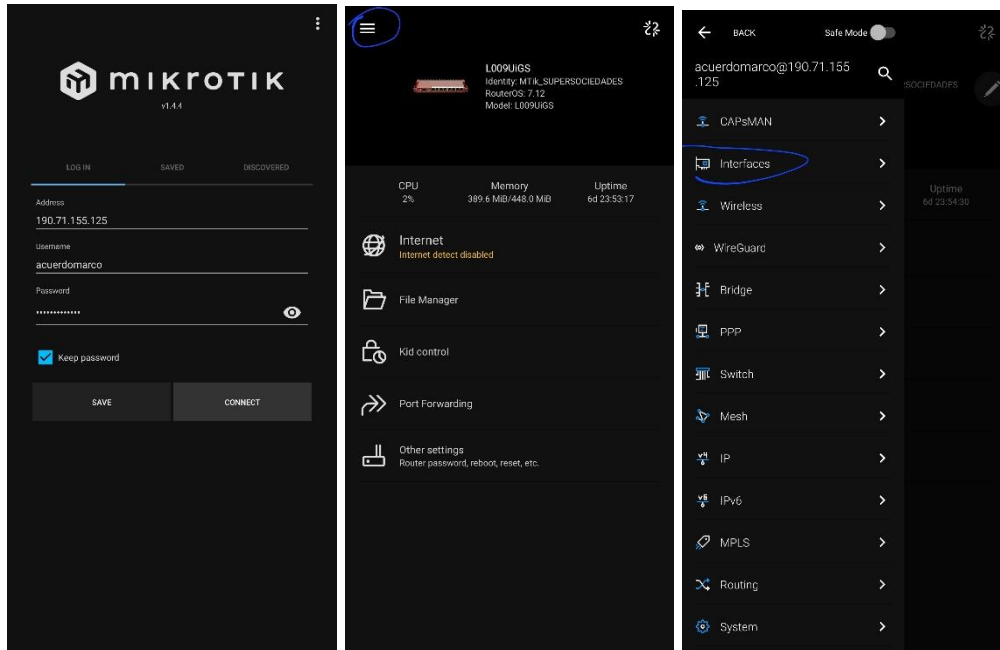 mikrotik
v1.4.4
LOG IN SAVED DISCOVERED
Address
190.71.155.125
Username
acuerdomarco
Password
Keep password
SAVE CONNECT
L009UiGS
Identity: MTik_SUPERSOCIEDADES
RouterOS: 7.12
Model: L009UiGS
CPU Memory Uptime
2% 389.6 MiB/448.0 MiB 6d 23:53:17
Internet
Internet detect disabled
File Manager
Kid control
Port Forwarding
Other settings
Router password, reboot, reset, etc.
BACK Safe Mode
acuerdomarco@190.71.155
.125
RSOCIEDADES
CAPsMAN
Interfaces
Wireless
Uptime
6d 23:54:30
WireGuard
Bridge
PPP
Switch
Mesh
IP
IPv6
MPLS
Routing
System